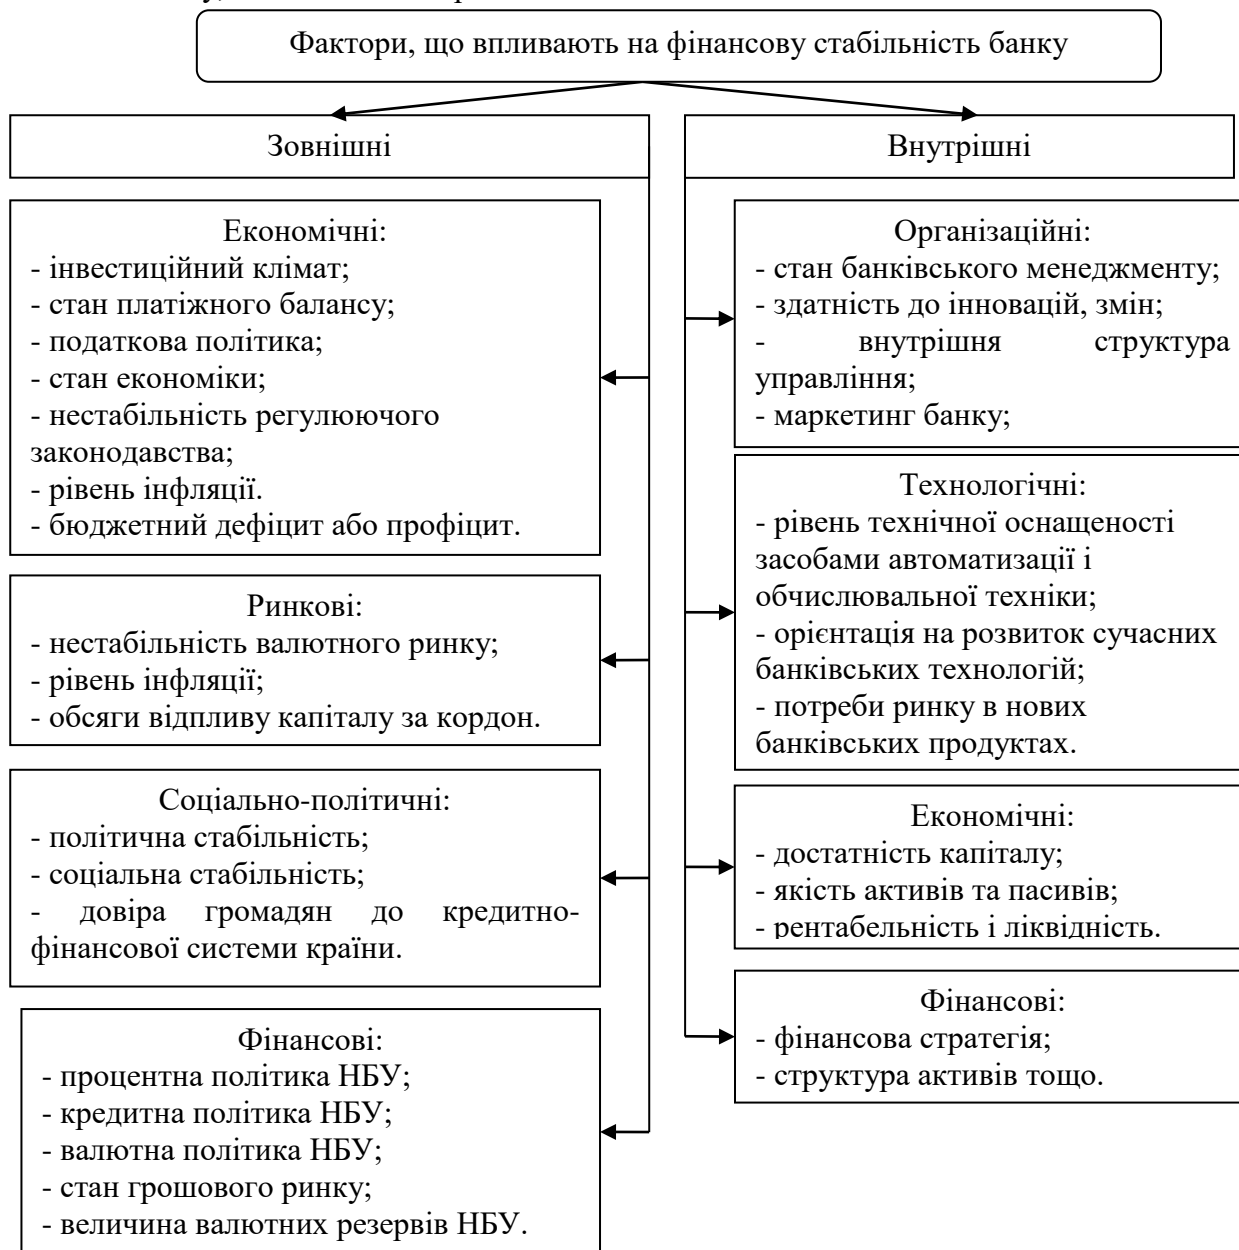 Фактори, що впливають на фінансову стабільність банку
Зовнішні
Внутрішні
Економічні:
- інвестиційний клімат;
- стан платіжного балансу;
- податкова політика;
- стан економіки;
- нестабільність регулюючого
законодавства;
- рівень інфляції.
- бюджетний дефіцит або профіцит.
Ринкові:
- нестабільність валютного ринку;
- рівень інфляції;
- обсяги відпливу капіталу за кордон.
Соціально-політичні:
- політична стабільність;
- соціальна стабільність;
- довіра громадян до кредитно-
фінансової системи країни.
Фінансові:
- процентна політика НБУ;
- кредитна політика НБУ;
- валютна політика НБУ;
- стан грошового ринку;
- величина валютних резервів НБУ.
Організаційні:
- стан банківського менеджменту;
- здатність до інновацій, змін;
- внутрішня структура
управління;
- маркетинг банку;
Технологічні:
- рівень технічної оснащеності
засобами автоматизації і
обчислювальної техніки;
- орієнтація на розвиток сучасних
банківських технологій;
- потреби ринку в нових
банківських продуктах.
Економічні:
- достатність капіталу;
- якість активів та пасивів;
- рентабельність і ліквідність.
Фінансові:
- фінансова стратегія;
- структура активів тощо.